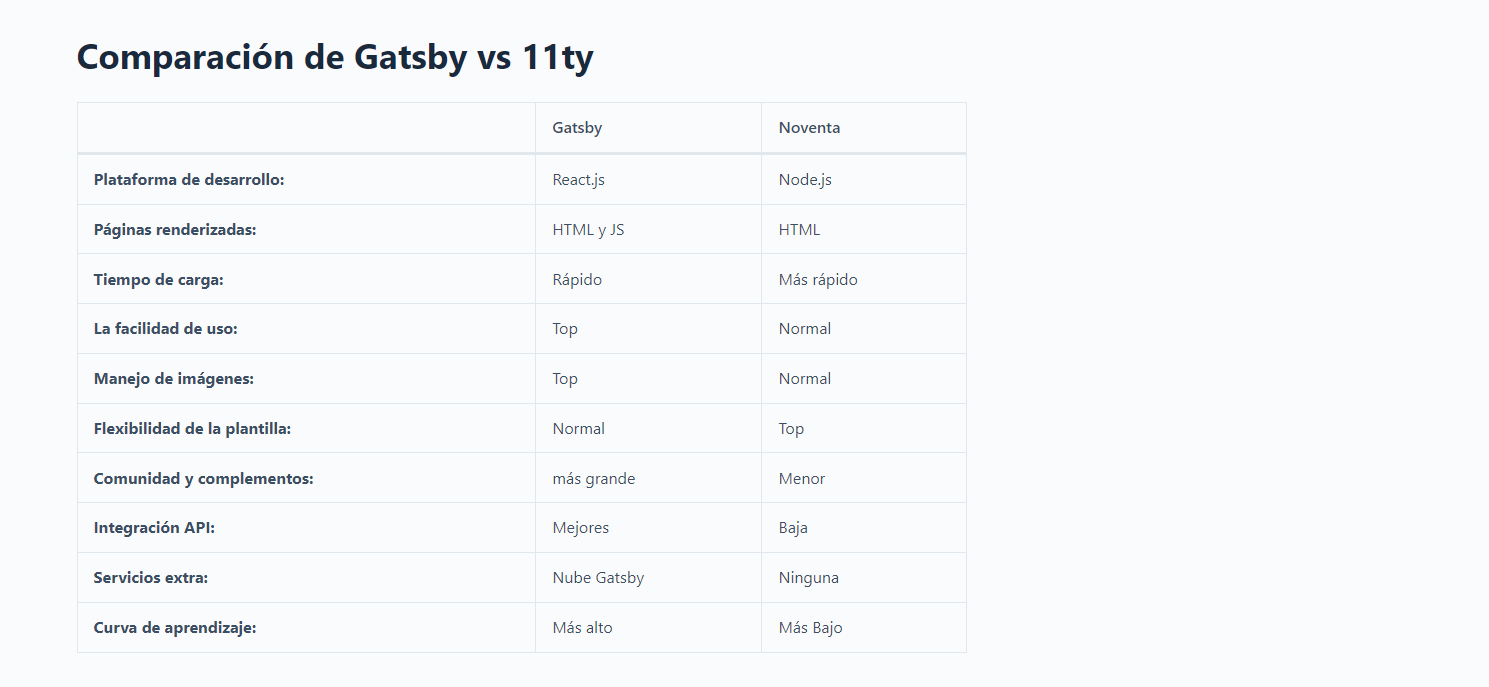 Comparación de Gatsby vs 11ty
Gatsby Noventa
Plataforma de desarrollo: React.js Node.js
Páginas renderizadas: HTML y JS HTML
Tiempo de carga: Rápido Más rápido
La facilidad de uso: Top Normal
Manejo de imágenes: Top Normal
Flexibilidad de la plantilla: Normal Top
Comunidad y complementos: más grande Menor
Integración API: Mejores Baja
Servicios extra: Nube Gatsby Ninguna
Curva de aprendizaje: Más alto Más Bajo